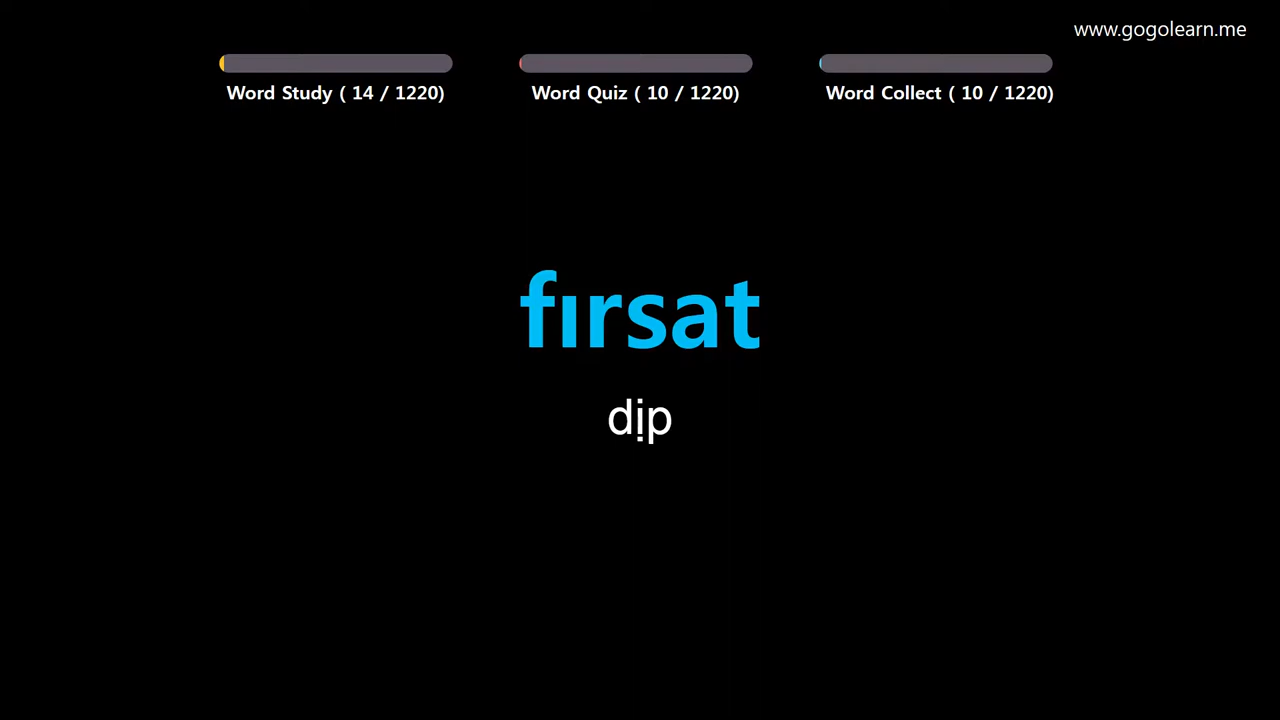 www.gogolearn.me
Word Study ( 14 / 1220)
Word Quiz ( 10 / 1220)
Word Collect ( 10 / 1220)
fırsat
dịp